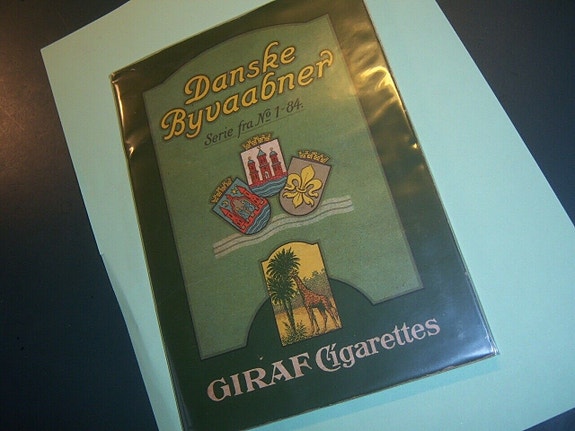 Danske
Byvaabner
Serie fra No 1-84.
GIRAF Cigarettes